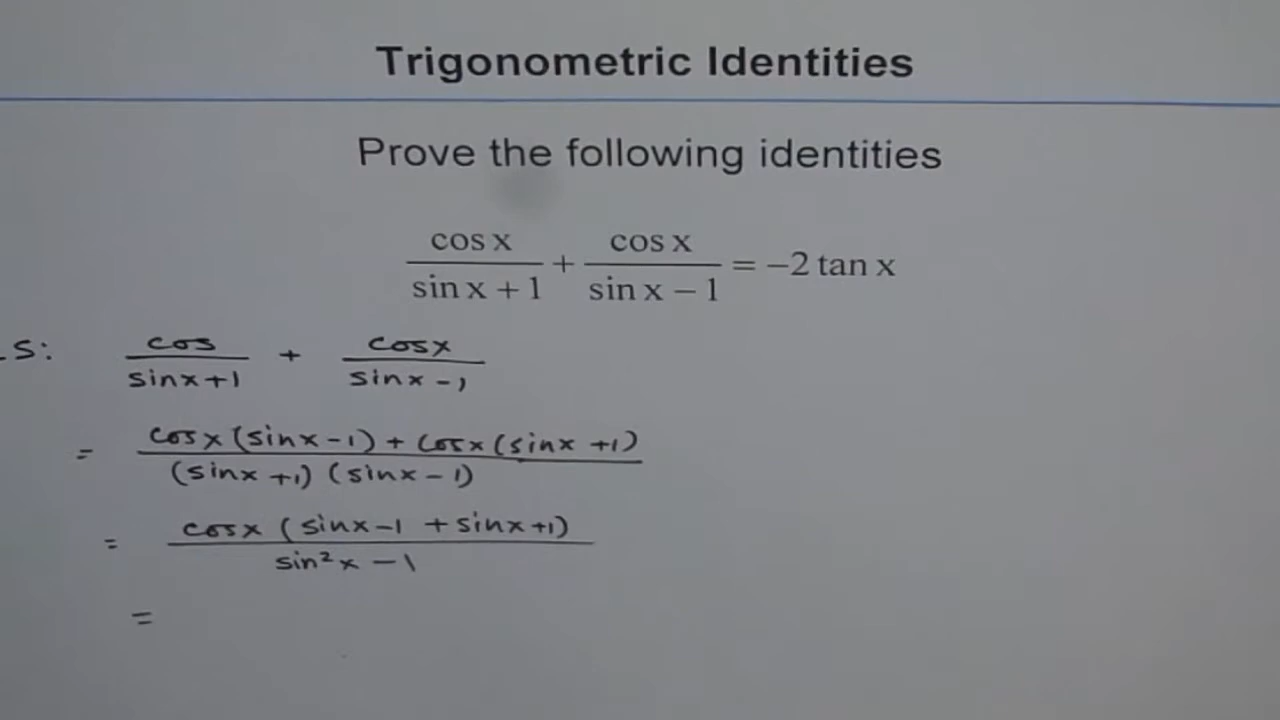 Trigonometric Identities
Prove the following identities
cos x / sin x + 1 + cos x / sin x − 1 = −2 tan x
S: cos / sinx+1 + cosx / sinx-1
= cosx(sinx-1) + cosx(sinx+1) / (sinx+1)(sinx-1)
= cosx(sinx-1+sinx+1) / sin²x-1
=